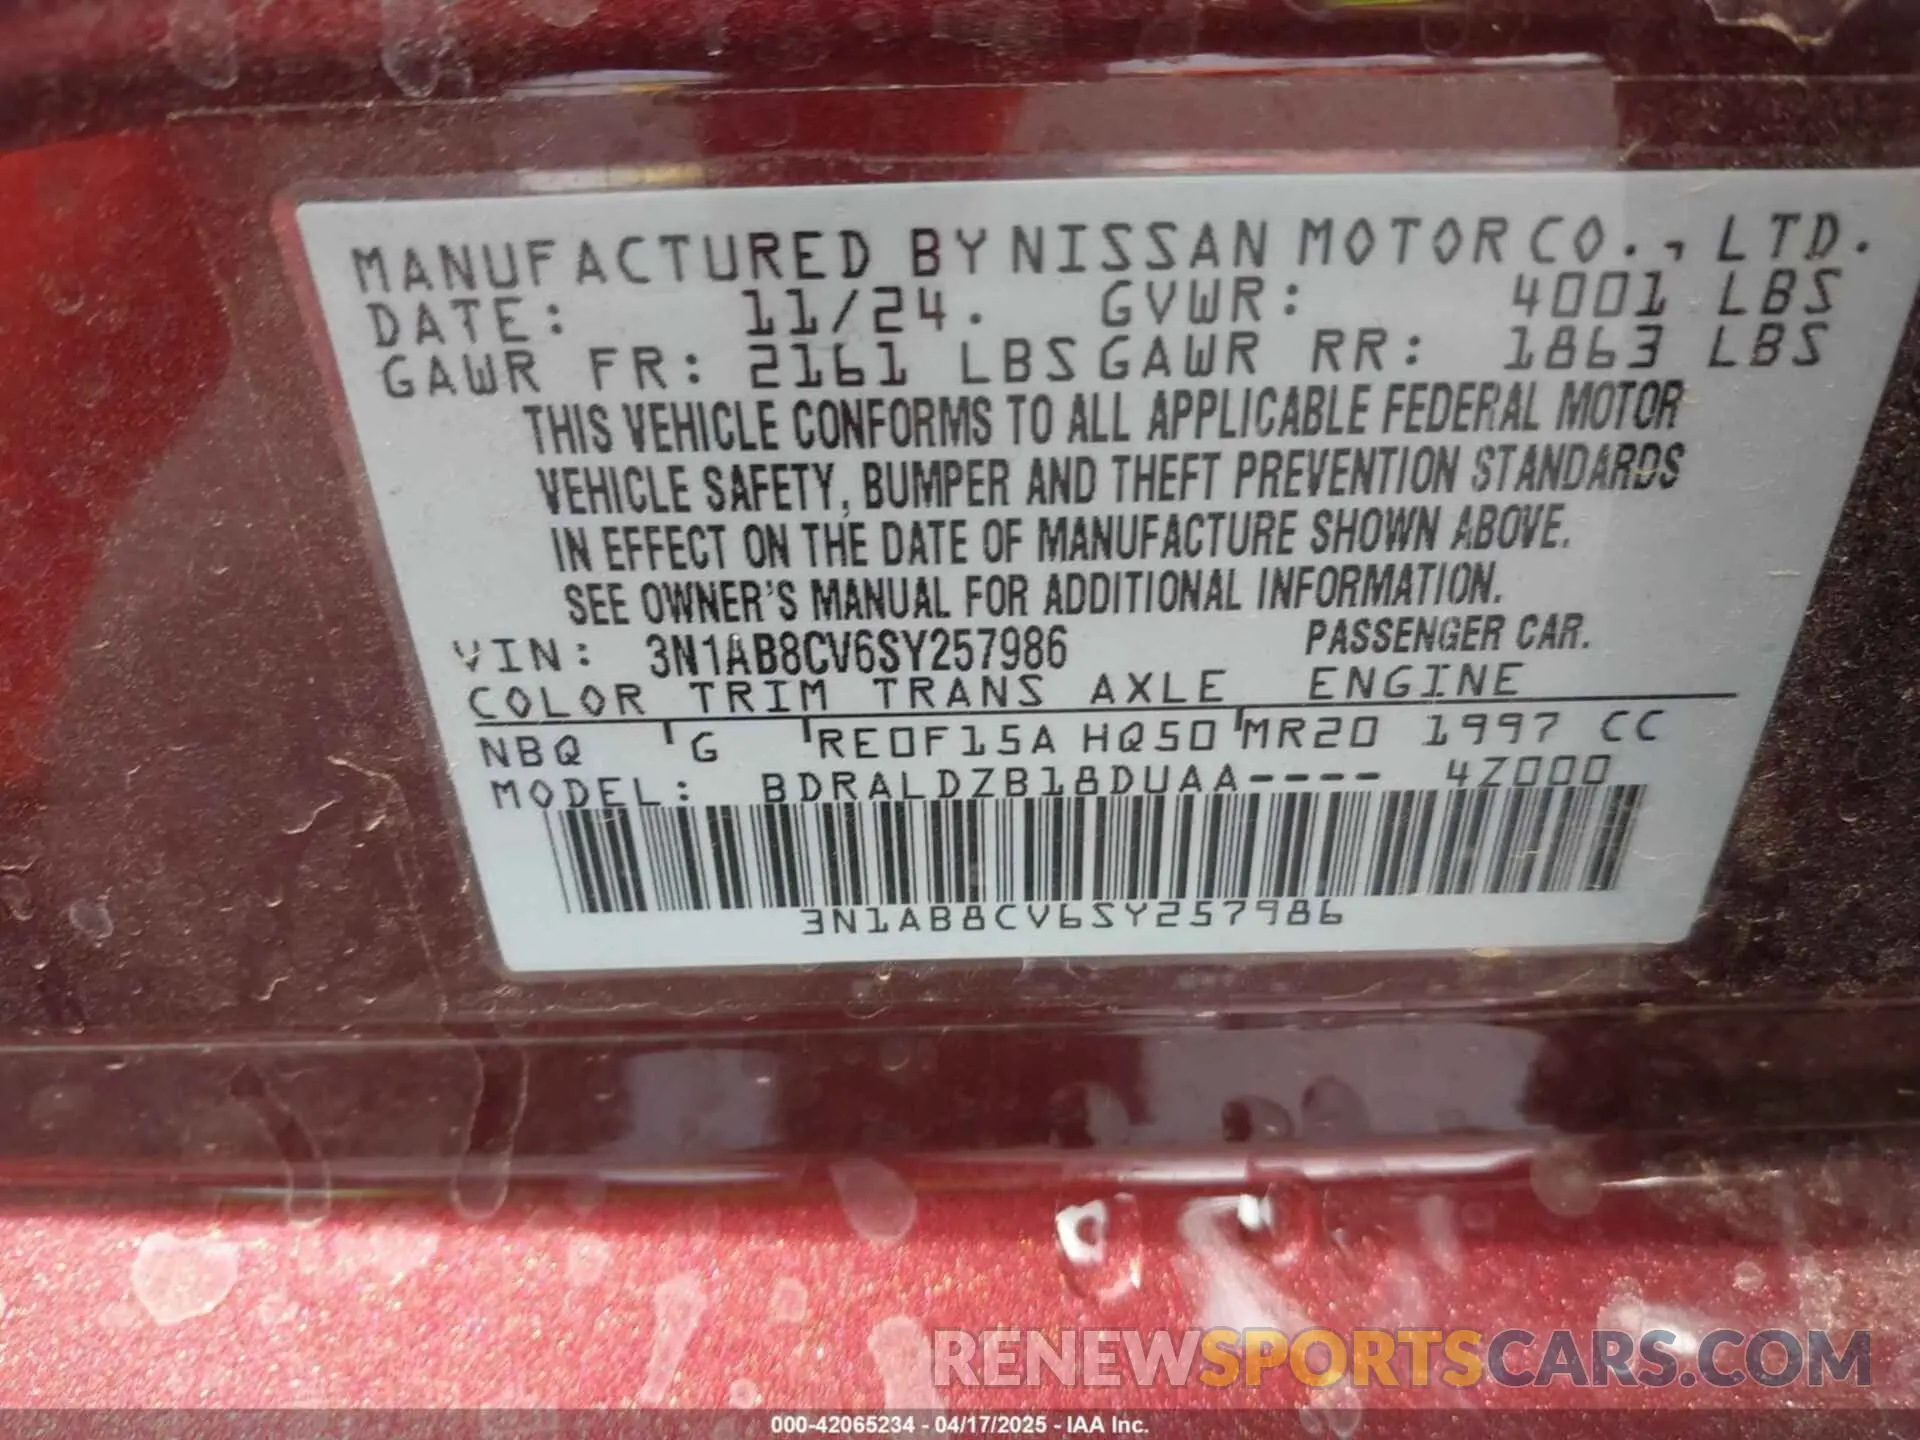 MANUFACTURED BY NISSAN MOTOR CO., LTD.
DATE: 11/24. GVWR: 4001 LBS
GAWR FR: 2161 LBS GAWR RR: 1863 LBS
THIS VEHICLE CONFORMS TO ALL APPLICABLE FEDERAL MOTOR
VEHICLE SAFETY, BUMPER AND THEFT PREVENTION STANDARDS
IN EFFECT ON THE DATE OF MANUFACTURE SHOWN ABOVE.
SEE OWNER'S MANUAL FOR ADDITIONAL INFORMATION.
VIN: 3N1AB8CV6SY257986 PASSENGER CAR.
COLOR TRIM TRANS AXLE ENGINE
NBQ G RE0F15A HQ50 MR20 1997 CC
MODEL: BDRALDZB18DUAA---- 4Z000
3N1AB8CV6SY257986
RENEWSPORTSCARS.COM
000-42065234 - 04/17/2025 - IAA Inc.